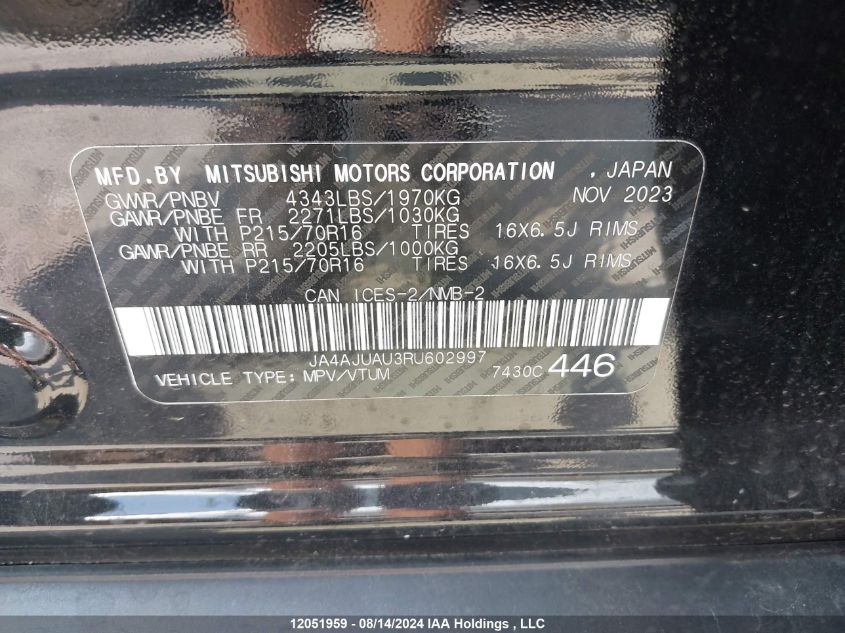 MFD.BY MITSUBISHI MOTORS CORPORATION , JAPAN
GWR/PNBV 4343LBS/1970KG NOV 2023
GAWR/PNBE FR 2271LBS/1030KG
WITH P215/70R16 TIRES 16X6.5J RIMS
GAWR/PNBE RR 2205LBS/1000KG
WITH P215/70R16 TIRES 16X6.5J RIMS
CAN ICES-2/NMB-2
JA4AJUAU3RU602997
VEHICLE TYPE: MPV/VTUM 7430C 446
12051959 - 08/14/2024 IAA Holdings , LLC